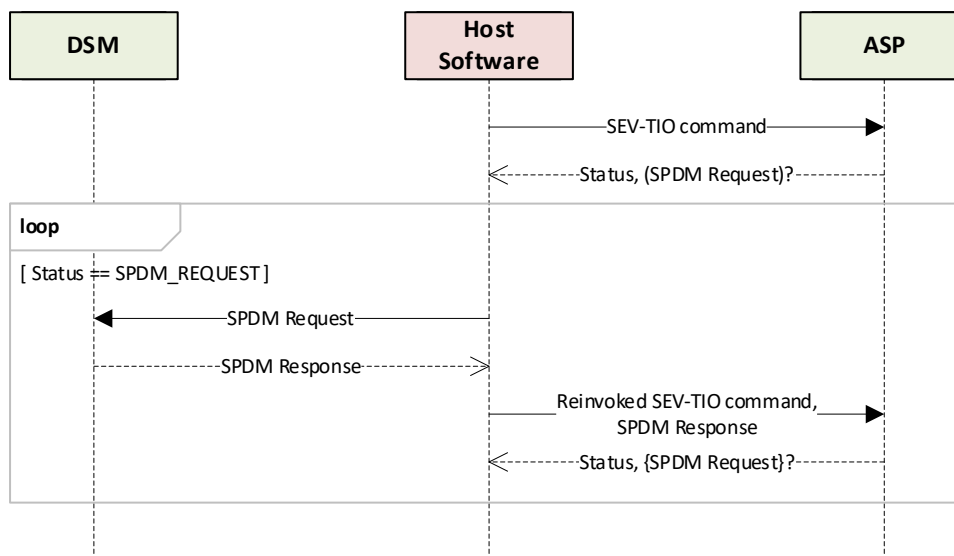 DSM
Host
Software
ASP
SEV-TIO command
Status, (SPDM Request)?
loop
[ Status == SPDM_REQUEST ]
SPDM Request
SPDM Response
Reinvoked SEV-TIO command,
SPDM Response
Status, {SPDM Request}?